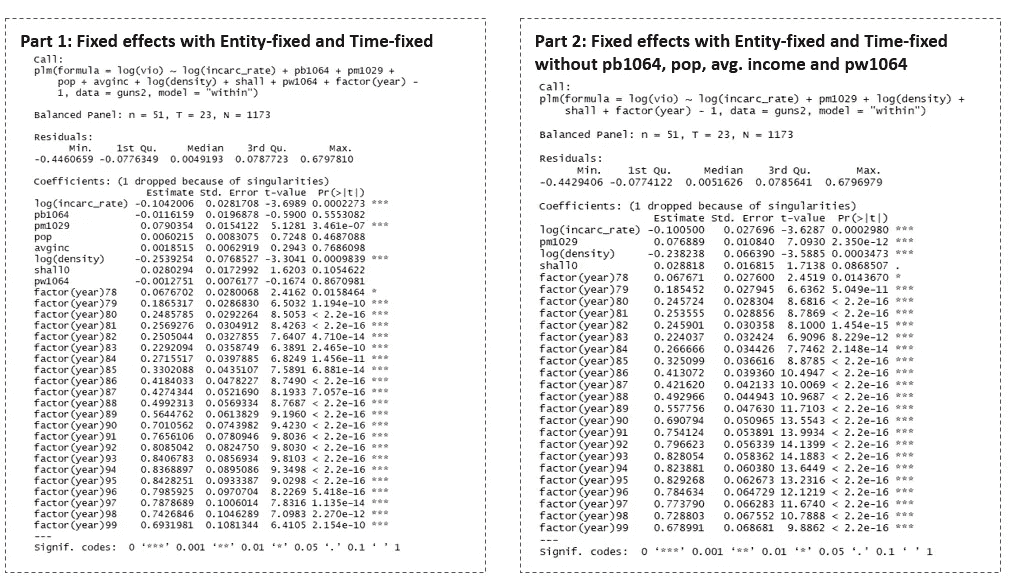 Part 1: Fixed effects with Entity-fixed and Time-fixed
Call:
plm(formula = log(vio) ~ log(incarc_rate) + pb1064 + pm1029 +
pop + avginc + log(density) + shall + pw1064 + factor(year) -
1, data = guns2, model = "within")
Balanced Panel: n = 51, T = 23, N = 1173
Residuals:
Min. 1st Qu. Median 3rd Qu. Max.
-0.4460659 -0.0776349 0.0049193 0.0787723 0.6797810
Coefficients: (1 dropped because of singularities)
Estimate Std. Error t-value Pr(>|t|)
log(incarc_rate) -0.1042006 0.0281708 -3.6989 0.0002273 ***
pb1064 -0.0116159 0.0196878 -0.5900 0.5553082
pm1029 0.0790354 0.0154122 5.1281 3.461e-07 ***
pop 0.0060215 0.0083075 0.7248 0.4687088
avginc 0.0018515 0.0062919 0.2943 0.7686098
log(density) -0.2539254 0.0768527 -3.3041 0.0009839 ***
shall0 0.0280294 0.0172992 1.6203 0.1054622
pw1064 -0.0012751 0.0076177 -0.1674 0.8670981
factor(year)78 0.0676702 0.0280068 2.4162 0.0158464 *
factor(year)79 0.1865317 0.0286830 6.5032 1.194e-10 ***
factor(year)80 0.2485785 0.0292264 8.5053 < 2.2e-16 ***
factor(year)81 0.2569276 0.0304912 8.4263 < 2.2e-16 ***
factor(year)82 0.2505044 0.0327855 7.6407 4.710e-14 ***
factor(year)83 0.2292094 0.0358749 6.3891 2.465e-10 ***
factor(year)84 0.2715517 0.0397885 6.8249 1.456e-11 ***
factor(year)85 0.3302088 0.0435107 7.5891 6.881e-14 ***
factor(year)86 0.4184033 0.0478227 8.7490 < 2.2e-16 ***
factor(year)87 0.4274344 0.0521690 8.1933 7.057e-16 ***
factor(year)88 0.4992313 0.0569334 8.7687 < 2.2e-16 ***
factor(year)89 0.5644762 0.0613829 9.1960 < 2.2e-16 ***
factor(year)90 0.7010562 0.0743982 9.4230 < 2.2e-16 ***
factor(year)91 0.7656106 0.0780946 9.8036 < 2.2e-16 ***
factor(year)92 0.8085042 0.0824750 9.8030 < 2.2e-16 ***
factor(year)93 0.8406783 0.0856934 9.8103 < 2.2e-16 ***
factor(year)94 0.8368897 0.0895086 9.3498 < 2.2e-16 ***
factor(year)95 0.8428251 0.0933387 9.0298 < 2.2e-16 ***
factor(year)96 0.7985925 0.0970704 8.2269 5.418e-16 ***
factor(year)97 0.7878689 0.1006014 7.8316 1.135e-14 ***
factor(year)98 0.7426846 0.1046289 7.0983 2.270e-12 ***
factor(year)99 0.6931981 0.1081344 6.4105 2.154e-10 ***
---
Signif. codes: 0 ‘***’ 0.001 ‘**’ 0.01 ‘*’ 0.05 ‘.’ 0.1 ‘ ’ 1
Part 2: Fixed effects with Entity-fixed and Time-fixed
without pb1064, pop, avg. income and pw1064
Call:
plm(formula = log(vio) ~ log(incarc_rate) + pm1029 + log(density) +
shall + factor(year) - 1, data = guns2, model = "within")
Balanced Panel: n = 51, T = 23, N = 1173
Residuals:
Min. 1st Qu. Median 3rd Qu. Max.
-0.4429406 -0.0774122 0.0051626 0.0785641 0.6796979
Coefficients: (1 dropped because of singularities)
Estimate Std. Error t-value Pr(>|t|)
log(incarc_rate) -0.100500 0.027696 -3.6287 0.0002980 ***
pm1029 0.076889 0.010840 7.0930 2.350e-12 ***
log(density) -0.238238 0.066390 -3.5885 0.0003473 ***
shall0 0.028818 0.016815 1.7138 0.0868507 .
factor(year)78 0.067671 0.027600 2.4519 0.0143670 *
factor(year)79 0.185452 0.027945 6.6362 5.049e-11 ***
factor(year)80 0.245724 0.028304 8.6816 < 2.2e-16 ***
factor(year)81 0.253555 0.028856 8.7869 < 2.2e-16 ***
factor(year)82 0.245901 0.030358 8.1000 1.454e-15 ***
factor(year)83 0.224037 0.032424 6.9096 8.229e-12 ***
factor(year)84 0.266666 0.034426 7.7462 2.148e-14 ***
factor(year)85 0.325099 0.036616 8.8785 < 2.2e-16 ***
factor(year)86 0.413072 0.039360 10.4947 < 2.2e-16 ***
factor(year)87 0.421620 0.042133 10.0069 < 2.2e-16 ***
factor(year)88 0.492966 0.044943 10.9687 < 2.2e-16 ***
factor(year)89 0.557756 0.047630 11.7103 < 2.2e-16 ***
factor(year)90 0.690794 0.050965 13.5543 < 2.2e-16 ***
factor(year)91 0.754124 0.053891 13.9934 < 2.2e-16 ***
factor(year)92 0.796623 0.056339 14.1399 < 2.2e-16 ***
factor(year)93 0.828054 0.058362 14.1883 < 2.2e-16 ***
factor(year)94 0.823881 0.060380 13.6449 < 2.2e-16 ***
factor(year)95 0.829268 0.062673 13.2316 < 2.2e-16 ***
factor(year)96 0.784634 0.064729 12.1219 < 2.2e-16 ***
factor(year)97 0.773790 0.066283 11.6740 < 2.2e-16 ***
factor(year)98 0.728803 0.067552 10.7888 < 2.2e-16 ***
factor(year)99 0.678991 0.068681 9.8862 < 2.2e-16 ***
---
Signif. codes: 0 ‘***’ 0.001 ‘**’ 0.01 ‘*’ 0.05 ‘.’ 0.1 ‘ ’ 1